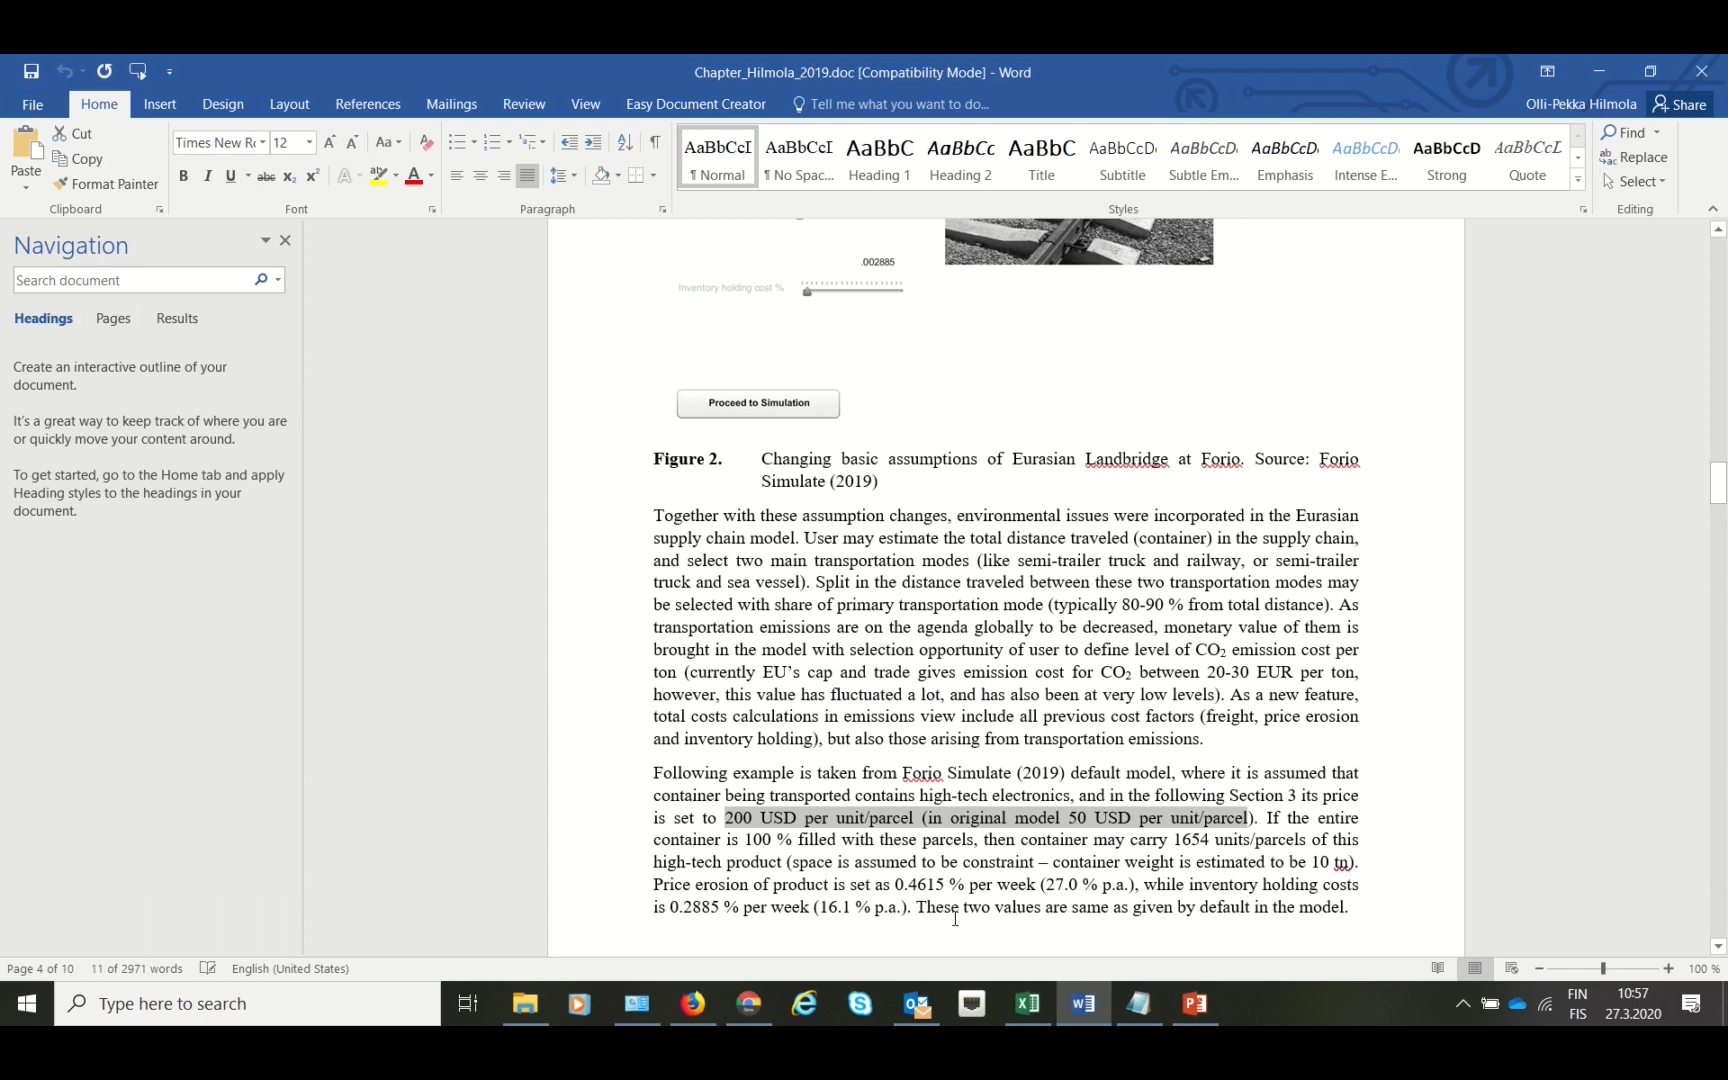 Chapter_Hilmola_2019.doc [Compatibility Mode] - Word
File Home Insert Design Layout References Mailings Review View Easy Document Creator Tell me what you want to do... Olli-Pekka Hilmola Share
Paste
Cut
Copy
Format Painter
Clipboard
Times New Rc 12
Font
Paragraph
AaBbCcI AaBbCcI AaBbC AaBbCc AaBbC AaBbCcD AaBbCcD AaBbCcD AaBbCcD AaBbCcD AaBbCcI
¶ Normal ¶ No Spac... Heading 1 Heading 2 Title Subtitle Subtle Em... Emphasis Intense E... Strong Quote
Styles
Find
Replace
Select
Editing
Navigation
Search document
Headings Pages Results
Create an interactive outline of your
document.
It's a great way to keep track of where you are
or quickly move your content around.
To get started, go to the Home tab and apply
Heading styles to the headings in your
document.
.002885
Inventory holding cost %
Proceed to Simulation
Figure 2. Changing basic assumptions of Eurasian Landbridge at Forio. Source: Forio
Simulate (2019)
Together with these assumption changes, environmental issues were incorporated in the Eurasian
supply chain model. User may estimate the total distance traveled (container) in the supply chain,
and select two main transportation modes (like semi-trailer truck and railway, or semi-trailer
truck and sea vessel). Split in the distance traveled between these two transportation modes may
be selected with share of primary transportation mode (typically 80-90 % from total distance). As
transportation emissions are on the agenda globally to be decreased, monetary value of them is
brought in the model with selection opportunity of user to define level of CO2 emission cost per
ton (currently EU's cap and trade gives emission cost for CO2 between 20-30 EUR per ton,
however, this value has fluctuated a lot, and has also been at very low levels). As a new feature,
total costs calculations in emissions view include all previous cost factors (freight, price erosion
and inventory holding), but also those arising from transportation emissions.
Following example is taken from Forio Simulate (2019) default model, where it is assumed that
container being transported contains high-tech electronics, and in the following Section 3 its price
is set to 200 USD per unit/parcel (in original model 50 USD per unit/parcel). If the entire
container is 100 % filled with these parcels, then container may carry 1654 units/parcels of this
high-tech product (space is assumed to be constraint – container weight is estimated to be 10 tn).
Price erosion of product is set as 0.4615 % per week (27.0 % p.a.), while inventory holding costs
is 0.2885 % per week (16.1 % p.a.). These two values are same as given by default in the model.
Page 4 of 10 11 of 2971 words English (United States) 100 %
Type here to search
FIN
FIS
10:57
27.3.2020